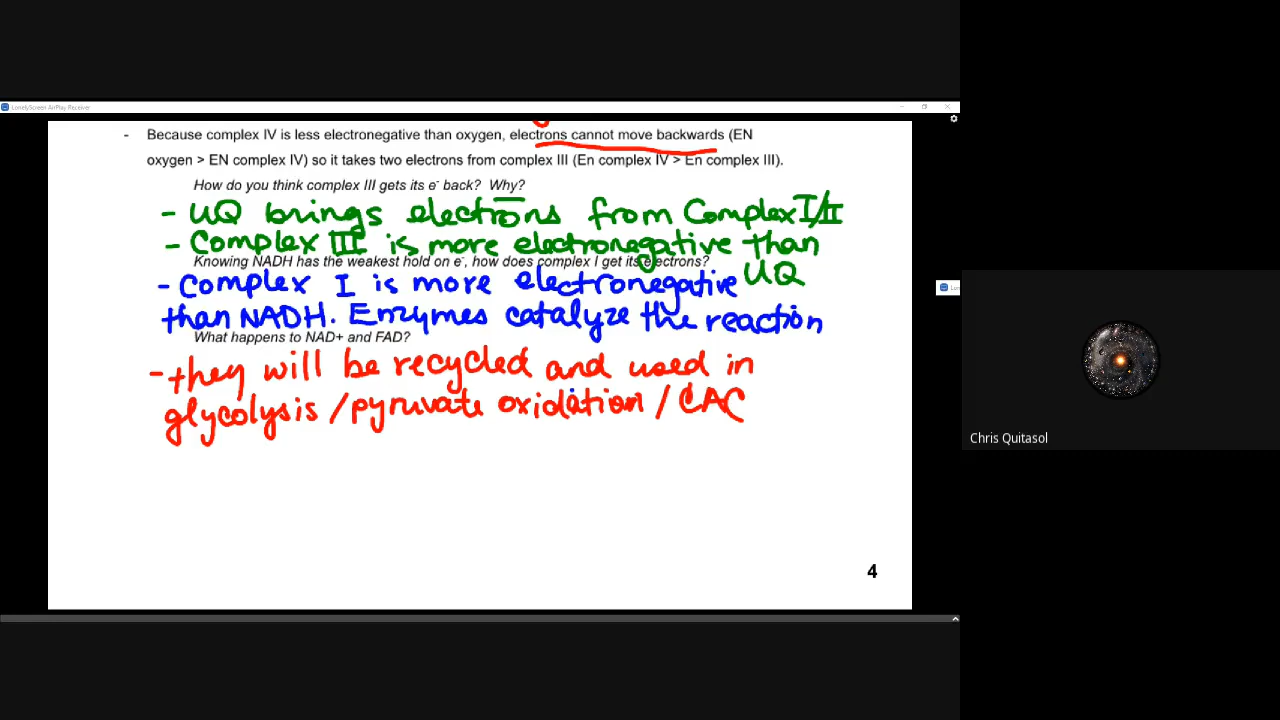 LonelyScreen AirPlay Receiver
- Because complex IV is less electronegative than oxygen, electrons cannot move backwards (EN
oxygen > EN complex IV) so it takes two electrons from complex III (En complex IV > En complex III).
How do you think complex III gets its e- back? Why?
- UQ brings electrons from Complex I/II
- Complex III is more electronegative than
UQ
Knowing NADH has the weakest hold on e-, how does complex I get its electrons?
- Complex I is more electronegative
than NADH. Enzymes catalyze the reaction
What happens to NAD+ and FAD?
- they will be recycled and used in
glycolysis / pyruvate oxidation / CAC
4
Chris Quitasol